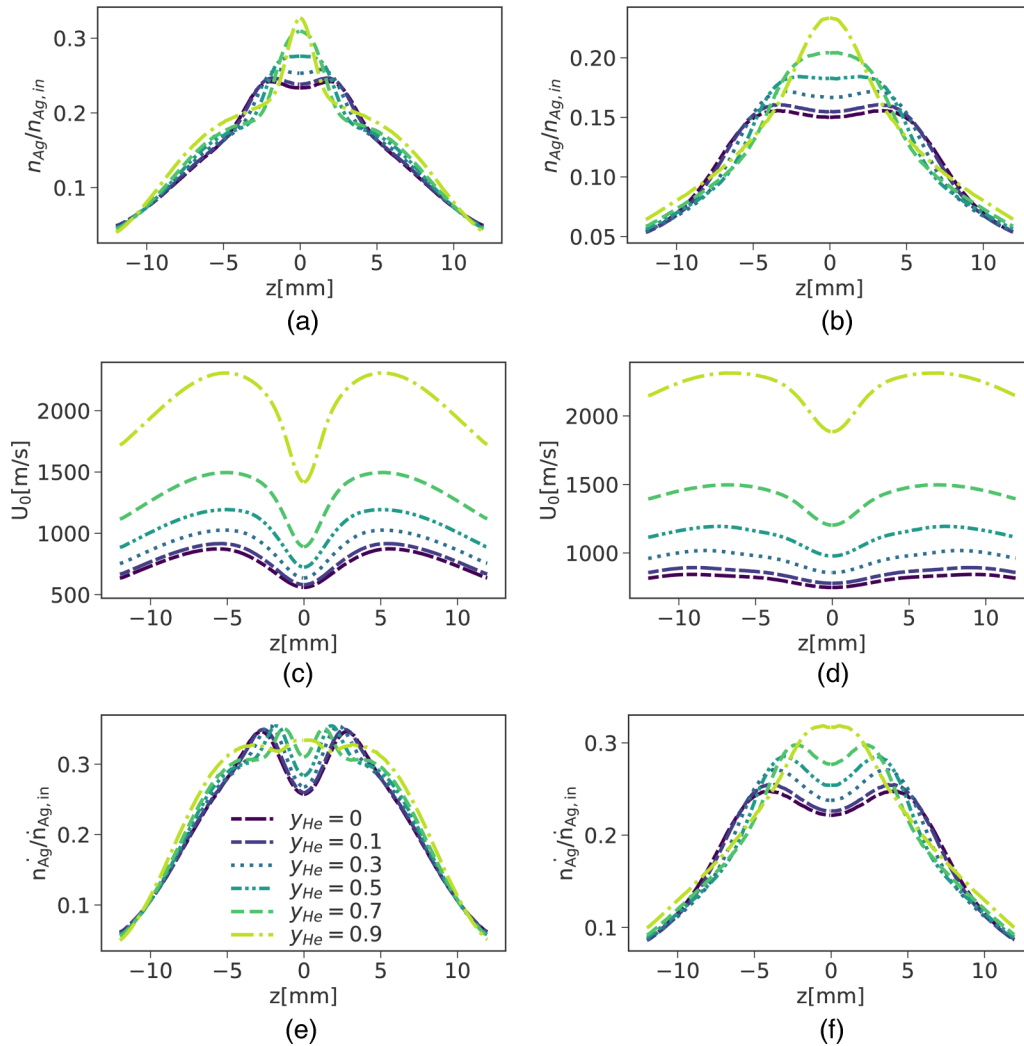 0.3
0.2
0.1
n_Ag/n_Ag, in
−10 −5 0 5 10
z[mm]
(a)
0.20
0.15
0.10
0.05
n_Ag/n_Ag, in
−10 −5 0 5 10
z[mm]
(b)
2000
1500
1000
500
U_0[m/s]
−10 −5 0 5 10
z[mm]
(c)
2000
1500
1000
U_0[m/s]
−10 −5 0 5 10
z[mm]
(d)
0.3
0.2
0.1
ṅ_Ag/ṅ_Ag, in
y_He = 0
y_He = 0.1
y_He = 0.3
y_He = 0.5
y_He = 0.7
y_He = 0.9
−10 −5 0 5 10
z[mm]
(e)
0.3
0.2
0.1
ṅ_Ag/ṅ_Ag, in
−10 −5 0 5 10
z[mm]
(f)